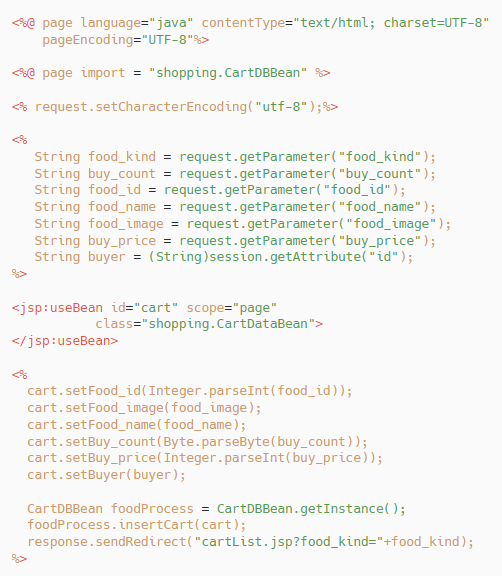 <%@ page language="java" contentType="text/html; charset=UTF-8"
    pageEncoding="UTF-8"%>

<%@ page import = "shopping.CartDBBean" %>

<% request.setCharacterEncoding("utf-8");%>

<%
   String food_kind = request.getParameter("food_kind");
   String buy_count = request.getParameter("buy_count");
   String food_id = request.getParameter("food_id");
   String food_name = request.getParameter("food_name");
   String food_image = request.getParameter("food_image");
   String buy_price = request.getParameter("buy_price");
   String buyer = (String)session.getAttribute("id");
%>

<jsp:useBean id="cart" scope="page"
           class="shopping.CartDataBean">
</jsp:useBean>

<%
  cart.setFood_id(Integer.parseInt(food_id));
  cart.setFood_image(food_image);
  cart.setFood_name(food_name);
  cart.setBuy_count(Byte.parseByte(buy_count));
  cart.setBuy_price(Integer.parseInt(buy_price));
  cart.setBuyer(buyer);

  CartDBBean foodProcess = CartDBBean.getInstance();
  foodProcess.insertCart(cart);
  response.sendRedirect("cartList.jsp?food_kind="+food_kind);
%>